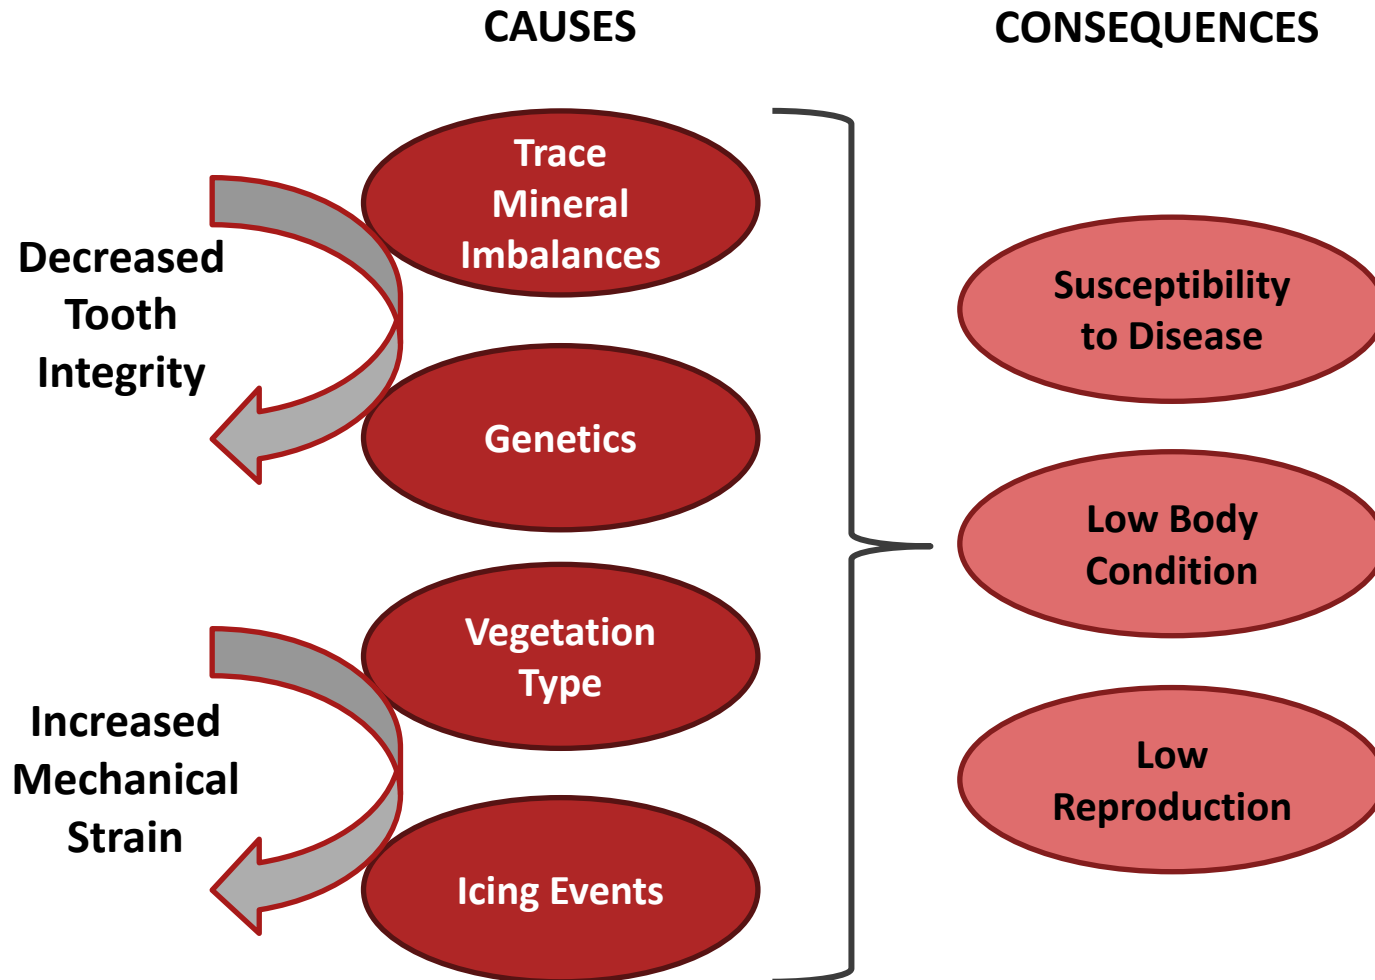 CAUSES
CONSEQUENCES
Decreased
Tooth
Integrity
Trace
Mineral
Imbalances
Genetics
Increased
Mechanical
Strain
Vegetation
Type
Icing Events
Susceptibility
to Disease
Low Body
Condition
Low
Reproduction